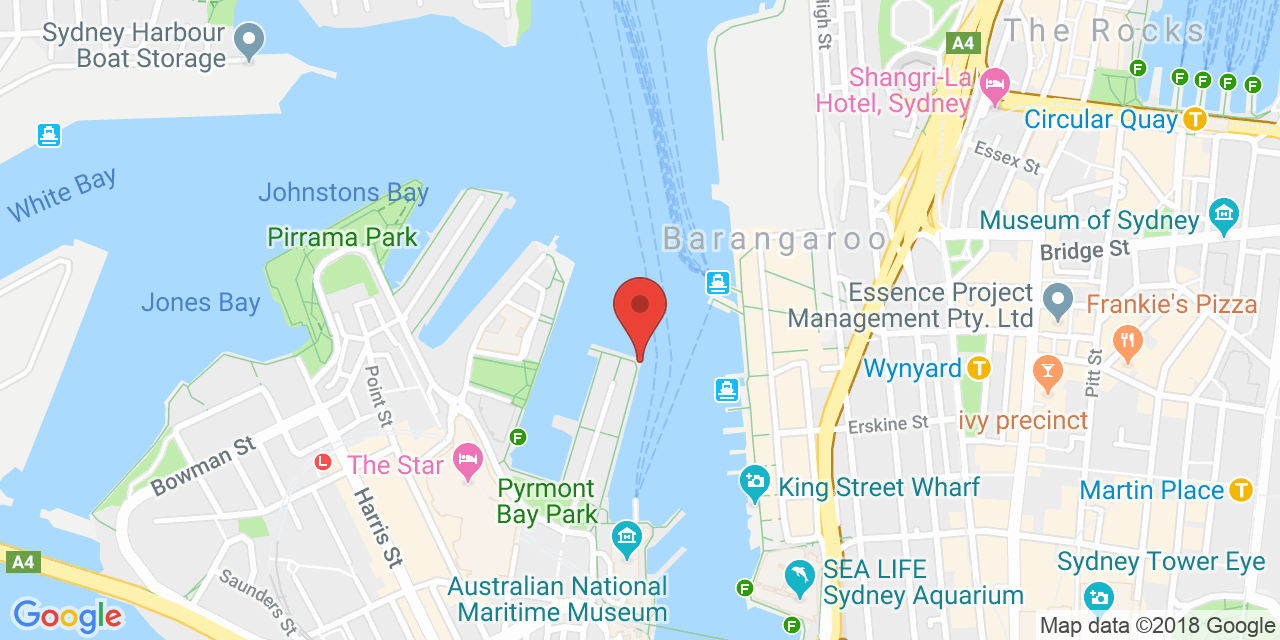 Sydney Harbour
Boat Storage
High St
A4
The Rocks
Shangri-La
Hotel, Sydney
F
F
F
F
F
Circular Quay
T
Essex St
White Bay
Johnstons Bay
Pirrama Park
Museum of Sydney
Barangaroo
Bridge St
Jones Bay
Essence Project
Management Pty. Ltd
Frankie's Pizza
Wynyard
T
Pitt St
Point St
ivy precinct
Erskine St
F
Bowman St
L
The Star
Pyrmont
Bay Park
King Street Wharf
Martin Place
T
Harris St
A4
Saunders St
Australian National
Maritime Museum
F
SEA LIFE
Sydney Aquarium
Sydney Tower Eye
F
Google
Map data ©2018 Google